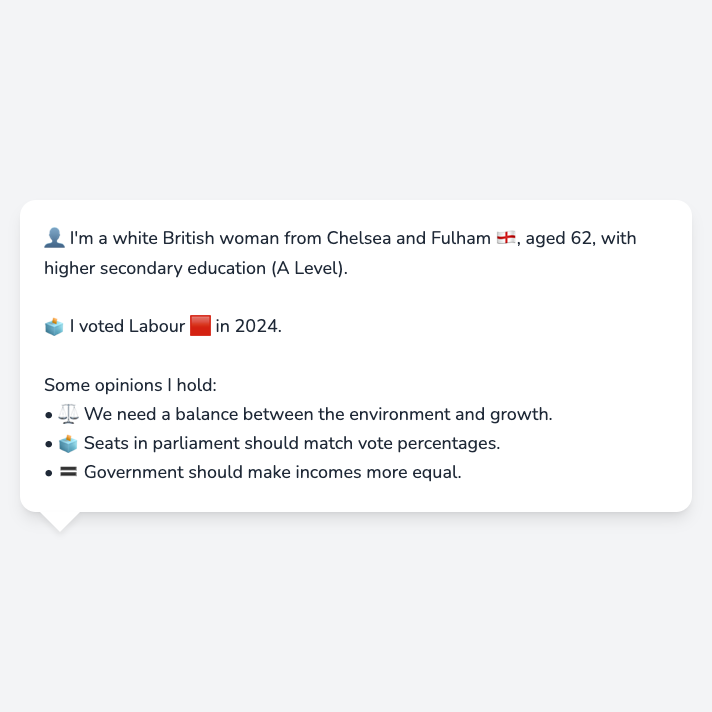 👤 I'm a white British woman from Chelsea and Fulham 🏴󠁧󠁢󠁥󠁮󠁧󠁿, aged 62, with
higher secondary education (A Level).
🗳️ I voted Labour 🟥 in 2024.
Some opinions I hold:
• ⚖️ We need a balance between the environment and growth.
• 🗳️ Seats in parliament should match vote percentages.
• 🟰 Government should make incomes more equal.